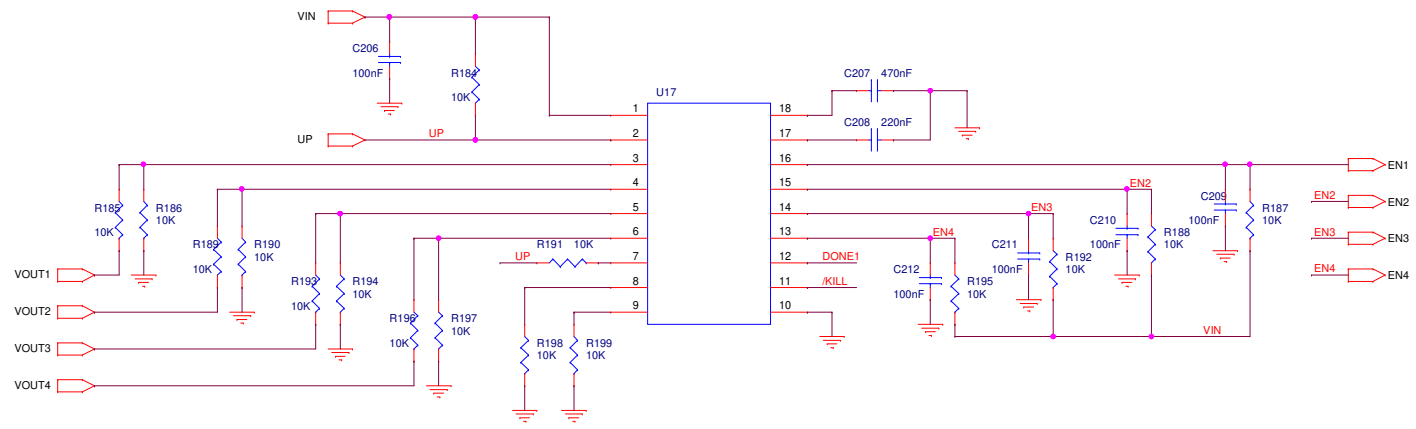 VIN
C206
100nF
R184
10K
C207 470nF
U17
1
18
UP
UP
2
17
C208 220nF
3
16
EN1
4
15
EN2
R185
10K
R186
10K
5
14
EN3
C209
100nF
R187
10K
EN2
EN2
R189
10K
R190
10K
6
13
EN4
C210
100nF
R188
10K
EN3
EN3
UP
R191 10K
7
12
DONE1
C211
100nF
R192
10K
VOUT1
R193
10K
R194
10K
8
11
/KILL
C212
100nF
R195
10K
EN4
EN4
VOUT2
9
10
R196
10K
R197
10K
VIN
VOUT3
R198
10K
R199
10K
VOUT4